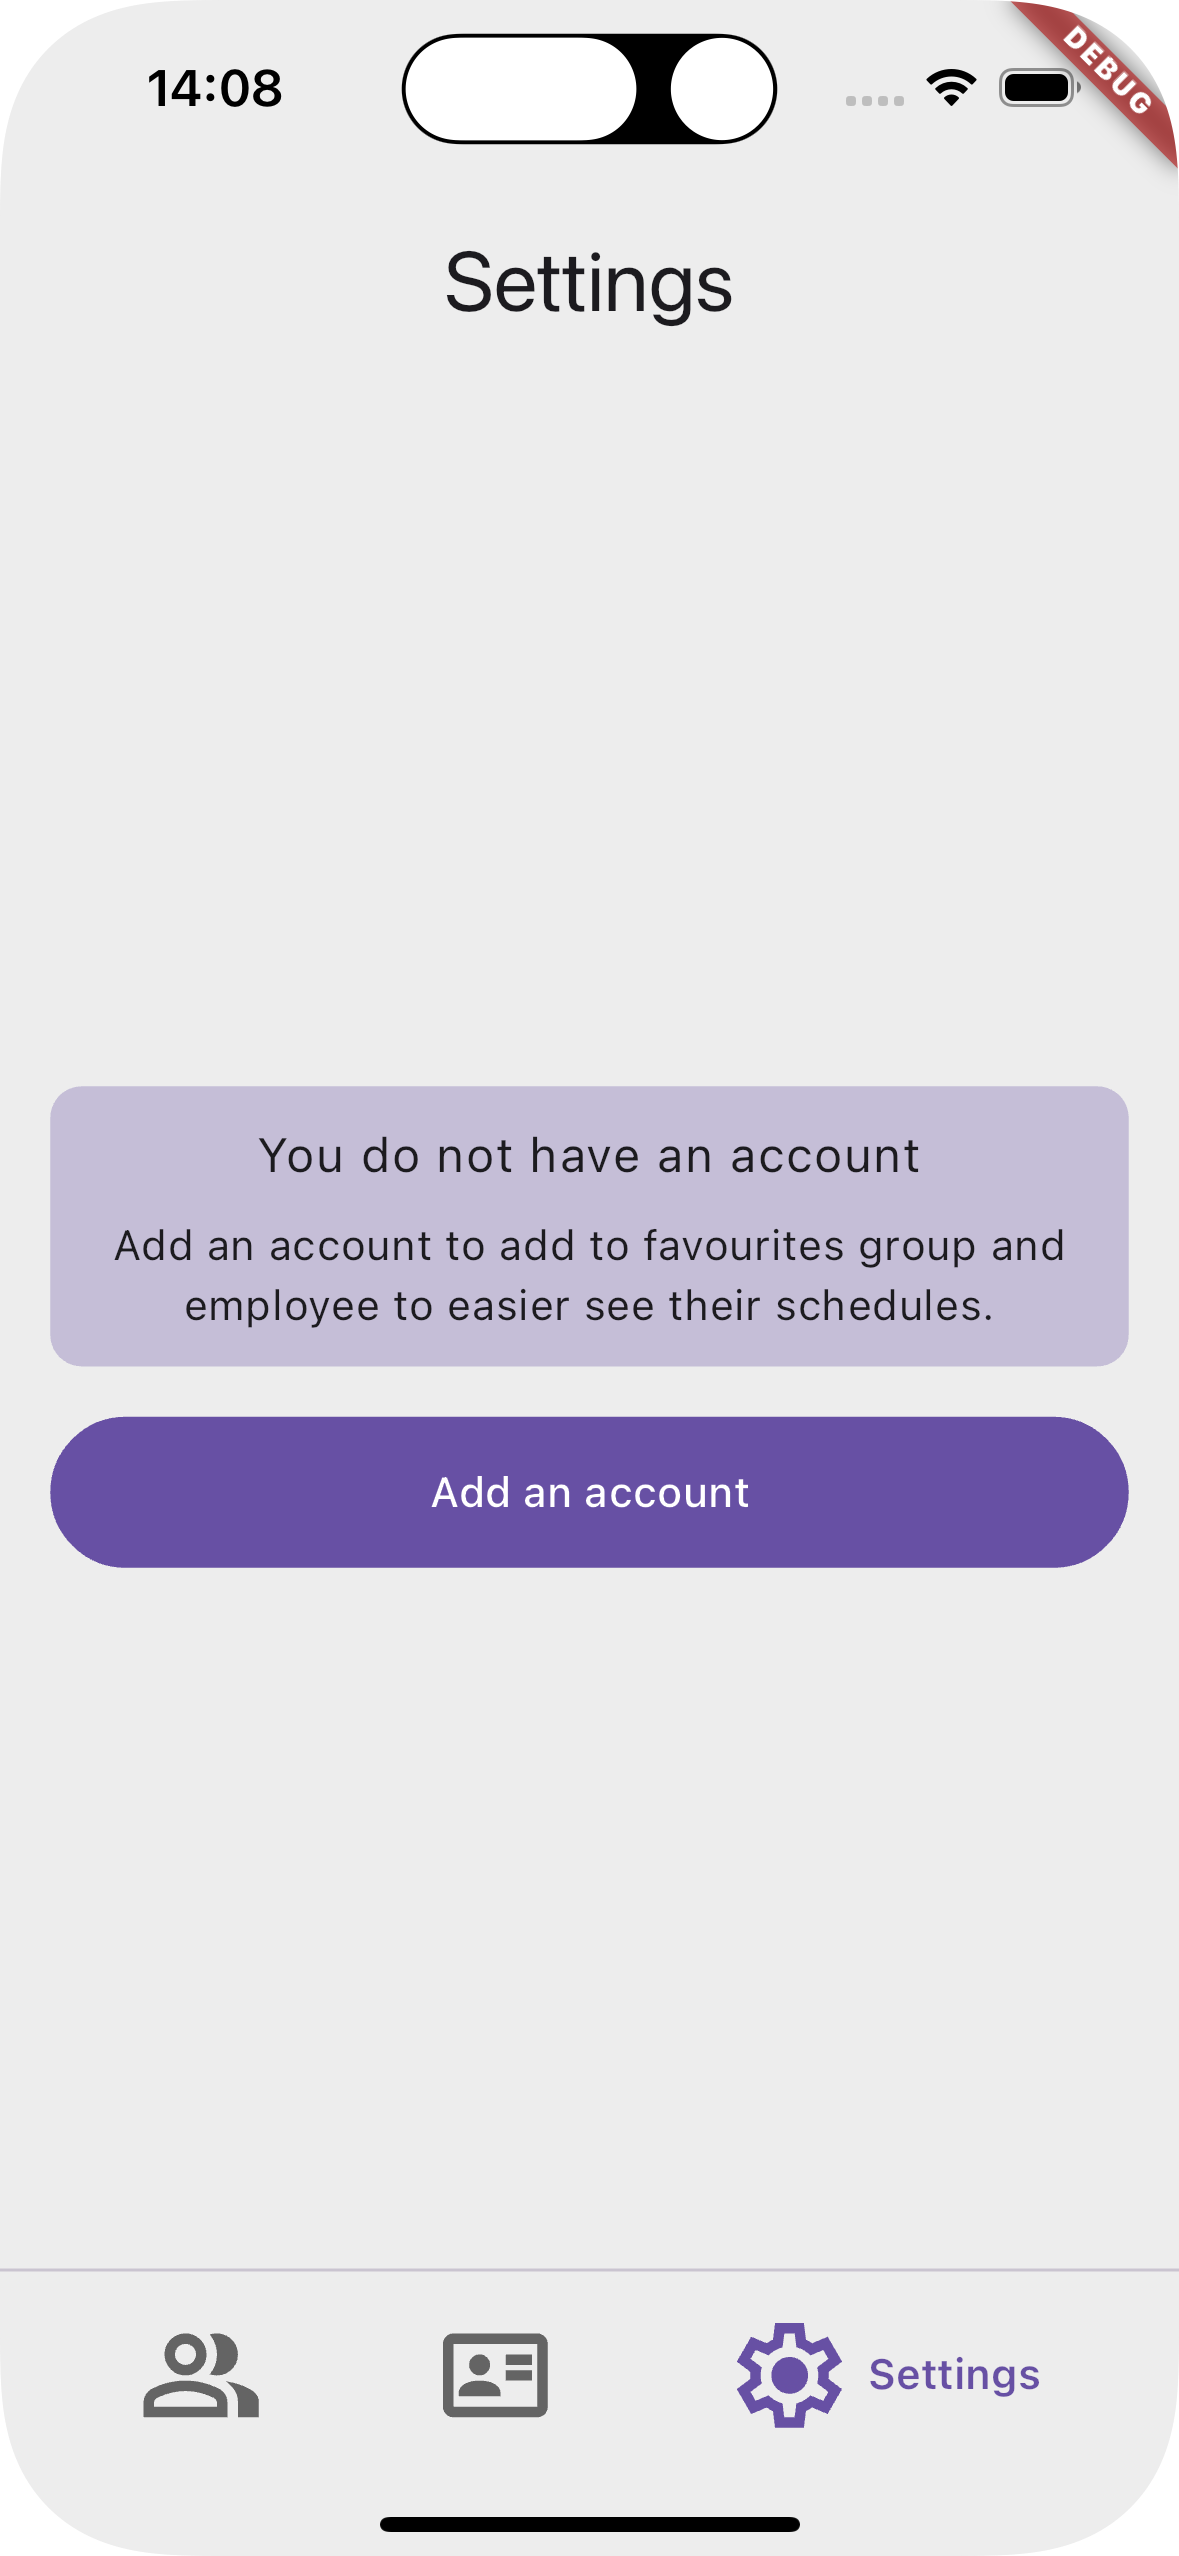 14:08
DEBUG
Settings
You do not have an account
Add an account to add to favourites group and
employee to easier see their schedules.
Add an account
Settings